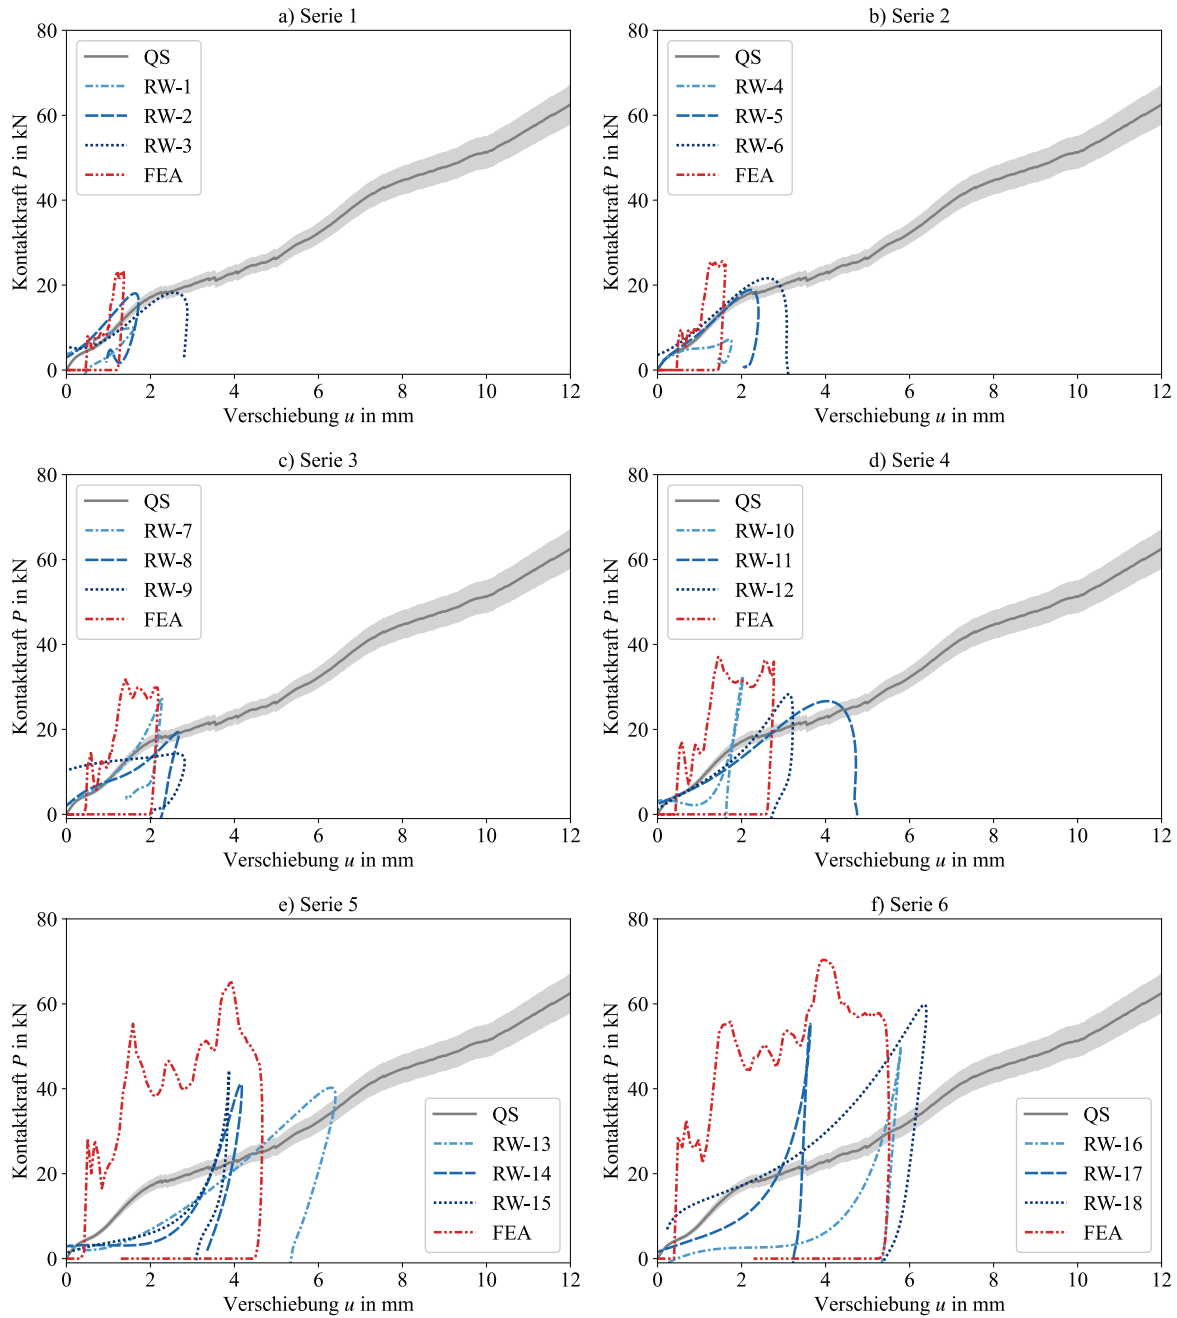 a) Serie 1
80
60
40
20
0
Kontaktkraft P in kN
QS
RW-1
RW-2
RW-3
FEA
0 2 4 6 8 10 12
Verschiebung u in mm
b) Serie 2
80
60
40
20
0
Kontaktkraft P in kN
QS
RW-4
RW-5
RW-6
FEA
0 2 4 6 8 10 12
Verschiebung u in mm
c) Serie 3
80
60
40
20
0
Kontaktkraft P in kN
QS
RW-7
RW-8
RW-9
FEA
0 2 4 6 8 10 12
Verschiebung u in mm
d) Serie 4
80
60
40
20
0
Kontaktkraft P in kN
QS
RW-10
RW-11
RW-12
FEA
0 2 4 6 8 10 12
Verschiebung u in mm
e) Serie 5
80
60
40
20
0
Kontaktkraft P in kN
QS
RW-13
RW-14
RW-15
FEA
0 2 4 6 8 10 12
Verschiebung u in mm
f) Serie 6
80
60
40
20
0
Kontaktkraft P in kN
QS
RW-16
RW-17
RW-18
FEA
0 2 4 6 8 10 12
Verschiebung u in mm